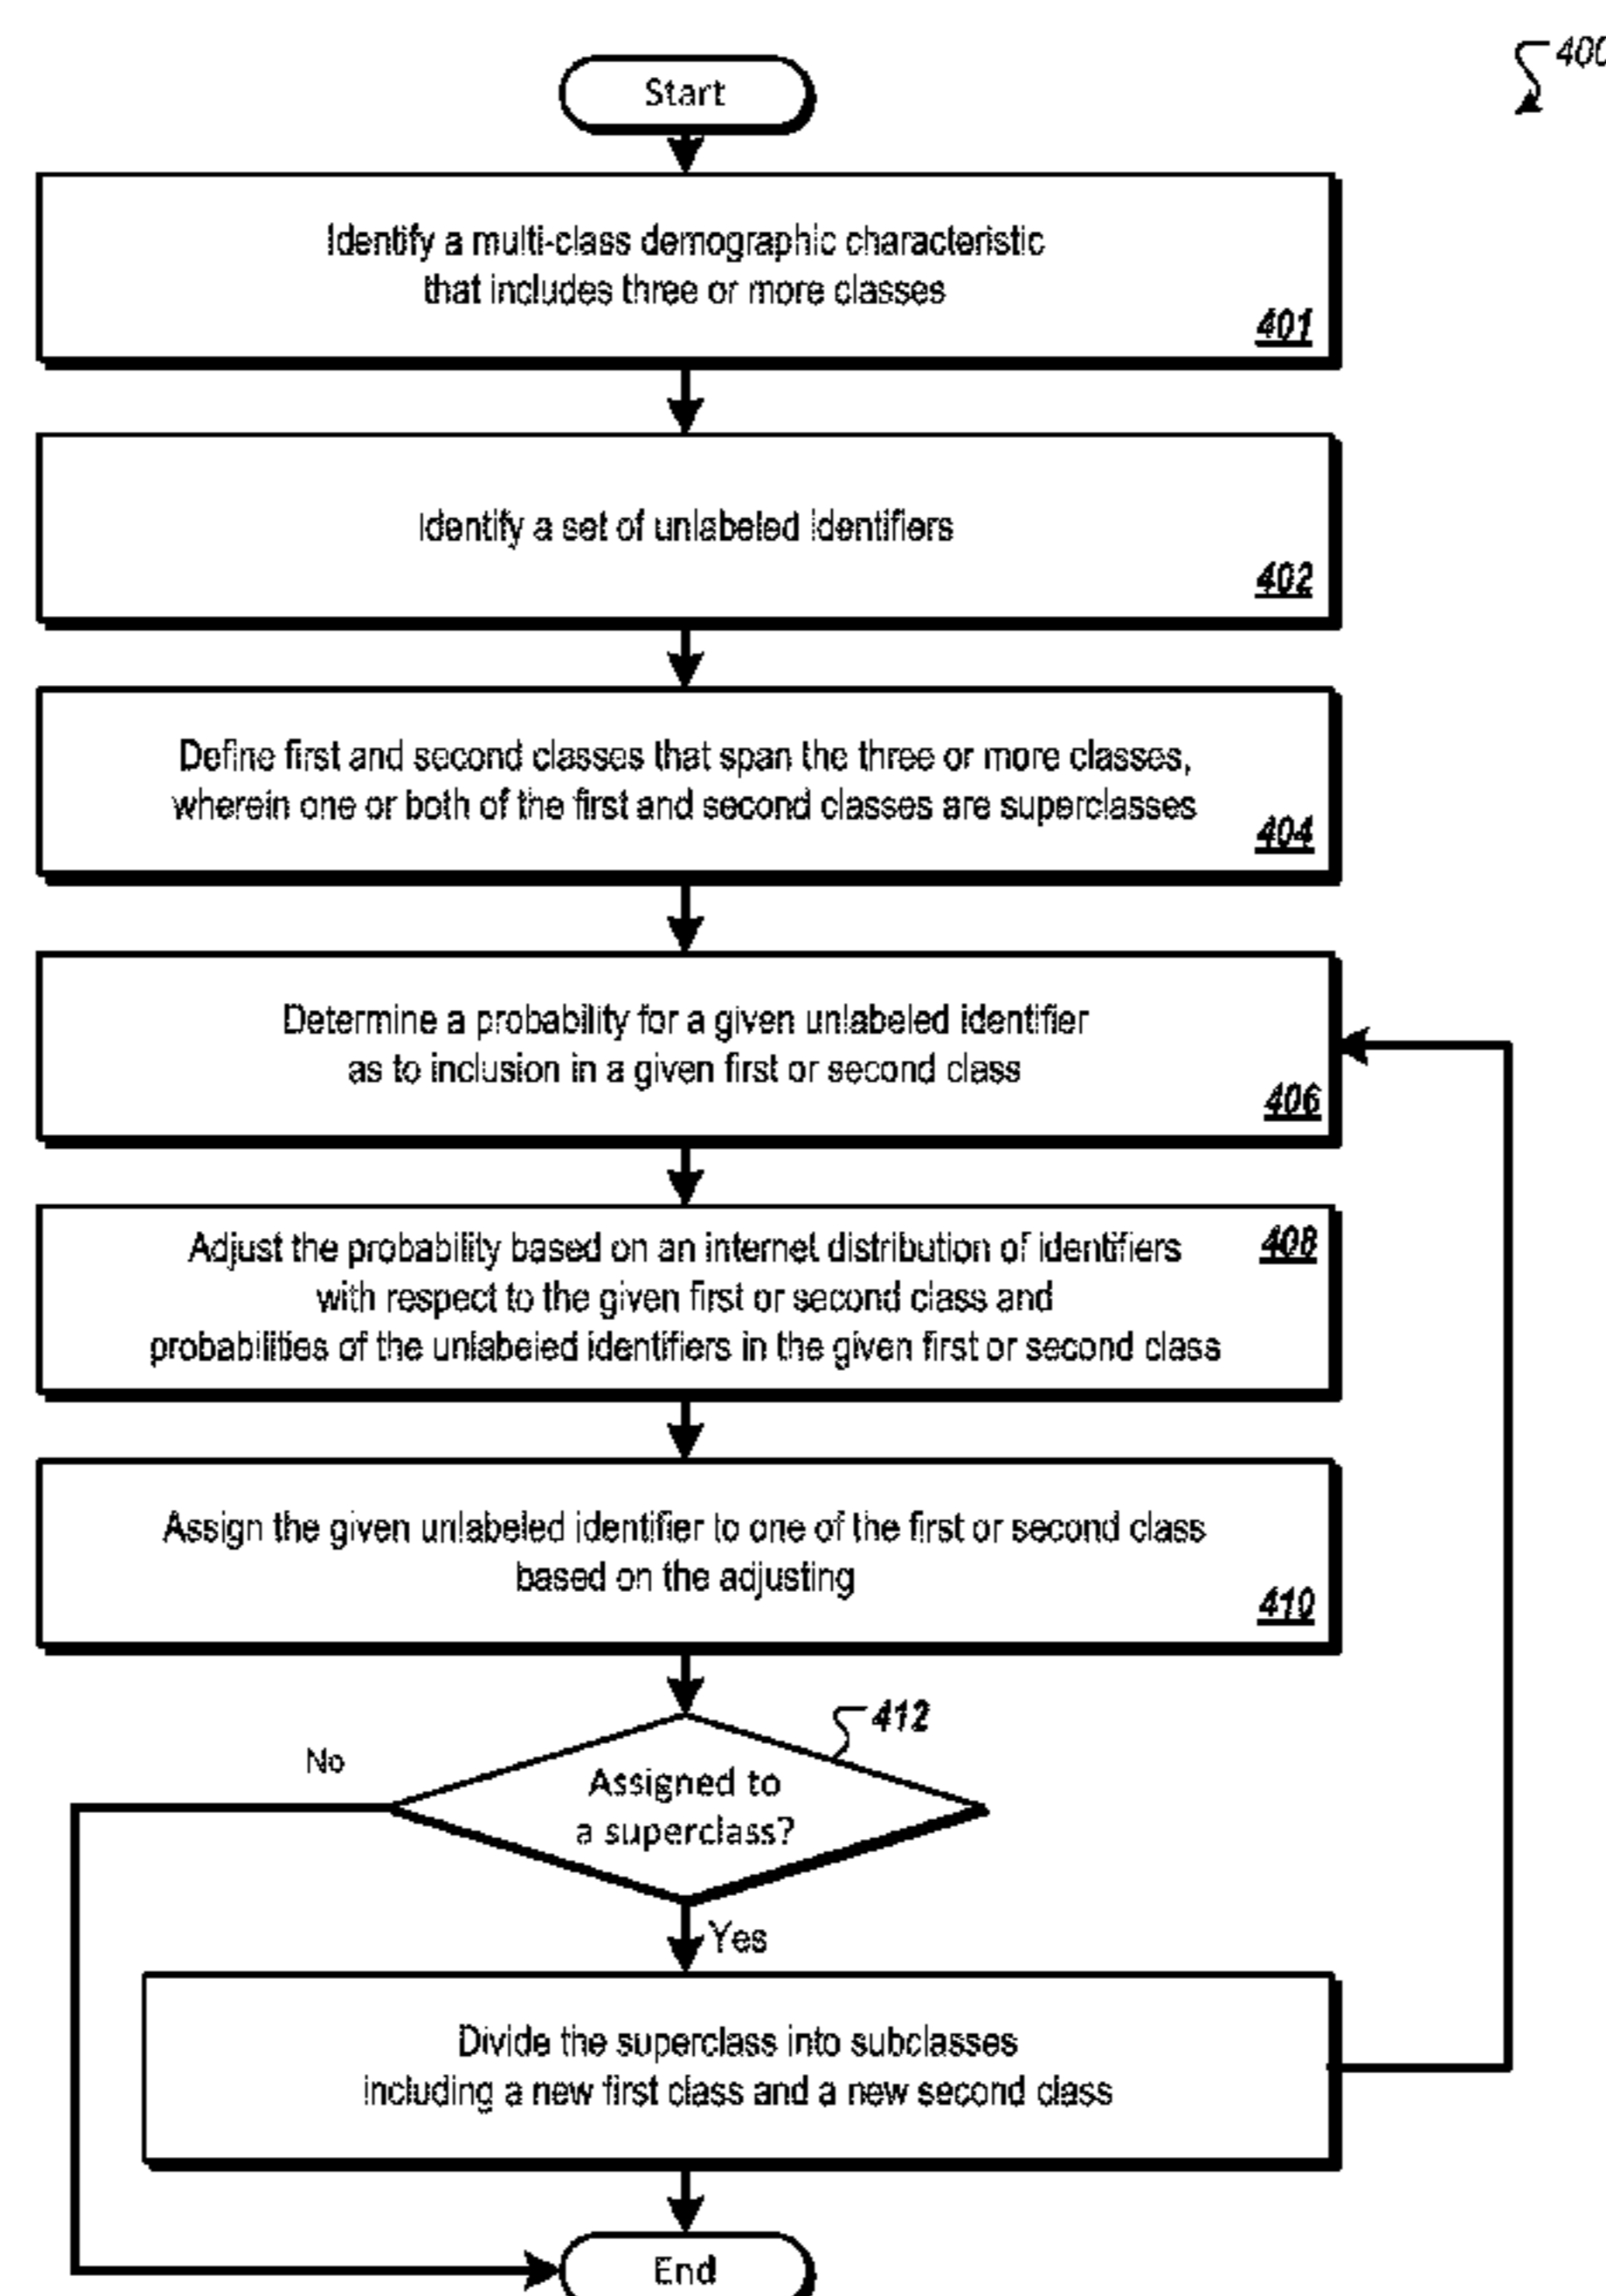 400
Start
Identify a multi-class demographic characteristic
that includes three or more classes
401
Identify a set of unlabeled identifiers
402
Define first and second classes that span the three or more classes,
wherein one or both of the first and second classes are superclasses
404
Determine a probability for a given unlabeled identifier
as to inclusion in a given first or second class
406
408
Adjust the probability based on an internet distribution of identifiers
with respect to the given first or second class and
probabilities of the unlabeled identifiers in the given first or second class
Assign the given unlabeled identifier to one of the first or second class
based on the adjusting
410
412
No
Assigned to
a superclass?
Yes
Divide the superclass into subclasses
including a new first class and a new second class
End